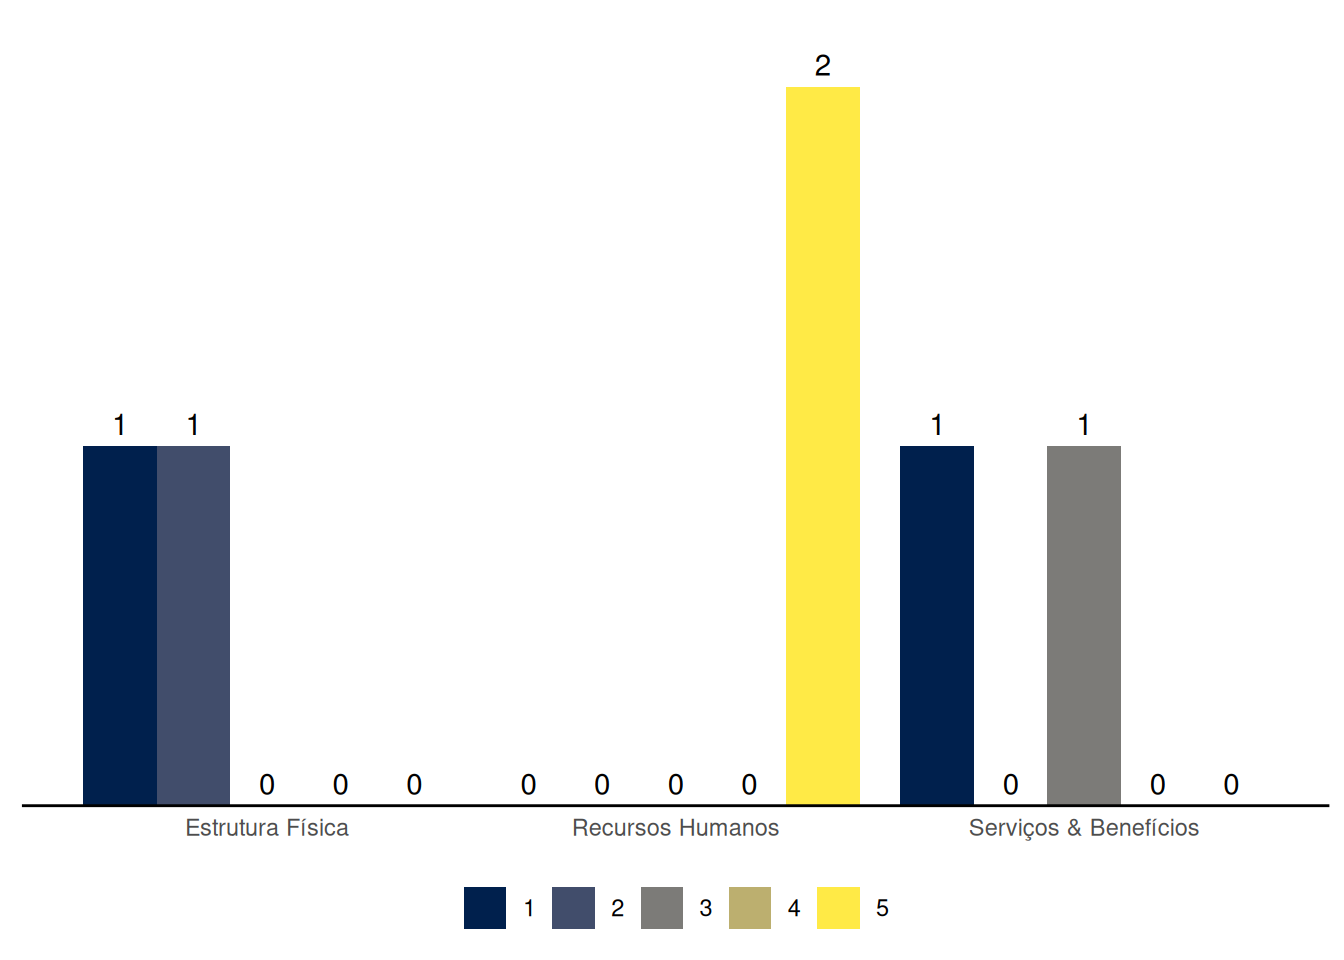 2
1 1 1 1
0 0 0 0 0 0 0 0 0 0
Estrutura Física Recursos Humanos Serviços & Benefícios
1 2 3 4 5